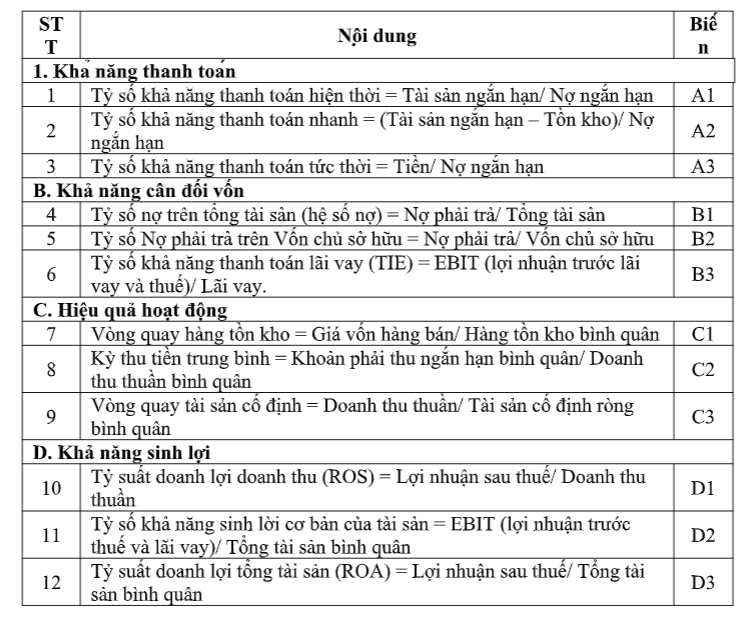 ST Nội dung Biế
T n
1. Khả năng thanh toán
1 Tỷ số khả năng thanh toán hiện thời = Tài sản ngắn hạn/ Nợ ngắn hạn A1
2 Tỷ số khả năng thanh toán nhanh = (Tài sản ngắn hạn – Tồn kho)/ Nợ A2
ngắn hạn
3 Tỷ số khả năng thanh toán tức thời = Tiền/ Nợ ngắn hạn A3
B. Khả năng cân đối vốn
4 Tỷ số nợ trên tổng tài sản (hệ số nợ) = Nợ phải trả/ Tổng tài sản B1
5 Tỷ số Nợ phải trả trên Vốn chủ sở hữu = Nợ phải trả/ Vốn chủ sở hữu B2
6 Tỷ số khả năng thanh toán lãi vay (TIE) = EBIT (lợi nhuận trước lãi B3
vay và thuế)/ Lãi vay.
C. Hiệu quả hoạt động
7 Vòng quay hàng tồn kho = Giá vốn hàng bán/ Hàng tồn kho bình quân C1
8 Kỳ thu tiền trung bình = Khoản phải thu ngắn hạn bình quân/ Doanh C2
thu thuần bình quân
9 Vòng quay tài sản cố định = Doanh thu thuần/ Tài sản cố định ròng C3
bình quân
D. Khả năng sinh lợi
10 Tỷ suất doanh lợi doanh thu (ROS) = Lợi nhuận sau thuế/ Doanh thu D1
thuần
11 Tỷ số khả năng sinh lời cơ bản của tài sản = EBIT (lợi nhuận trước D2
thuế và lãi vay)/ Tổng tài sản bình quân
12 Tỷ suất doanh lợi tổng tài sản (ROA) = Lợi nhuận sau thuế/ Tổng tài D3
sản bình quân